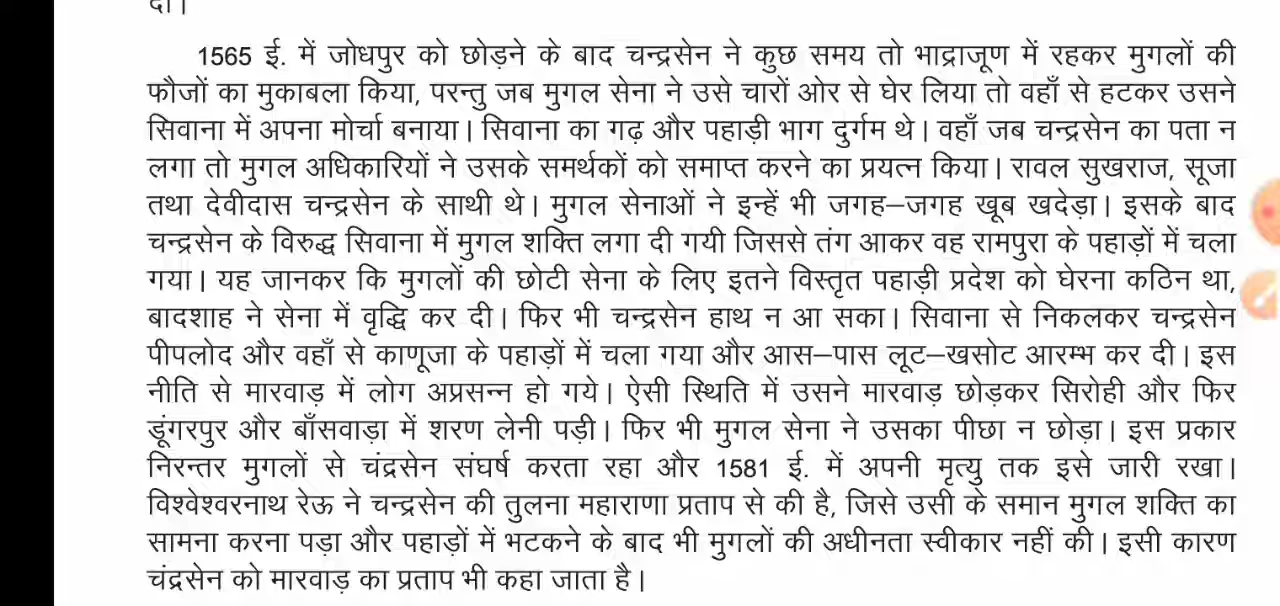 दी।
1565 ई. में जोधपुर को छोड़ने के बाद चन्द्रसेन ने कुछ समय तो भाद्राजूण में रहकर मुगलों की
फौजों का मुकाबला किया, परन्तु जब मुगल सेना ने उसे चारों ओर से घेर लिया तो वहाँ से हटकर उसने
सिवाना में अपना मोर्चा बनाया। सिवाना का गढ़ और पहाड़ी भाग दुर्गम थे। वहाँ जब चन्द्रसेन का पता न
लगा तो मुगल अधिकारियों ने उसके समर्थकों को समाप्त करने का प्रयत्न किया। रावल सुखराज, सूजा
तथा देवीदास चन्द्रसेन के साथी थे। मुगल सेनाओं ने इन्हें भी जगह–जगह खूब खदेड़ा। इसके बाद
चन्द्रसेन के विरुद्ध सिवाना में मुगल शक्ति लगा दी गयी जिससे तंग आकर वह रामपुरा के पहाड़ों में चला
गया। यह जानकर कि मुगलों की छोटी सेना के लिए इतने विस्तृत पहाड़ी प्रदेश को घेरना कठिन था,
बादशाह ने सेना में वृद्धि कर दी। फिर भी चन्द्रसेन हाथ न आ सका। सिवाना से निकलकर चन्द्रसेन
पीपलोद और वहाँ से काणूजा के पहाड़ों में चला गया और आस–पास लूट–खसोट आरम्भ कर दी। इस
नीति से मारवाड़ में लोग अप्रसन्न हो गये। ऐसी स्थिति में उसने मारवाड़ छोड़कर सिरोही और फिर
डूंगरपुर और बाँसवाड़ा में शरण लेनी पड़ी। फिर भी मुगल सेना ने उसका पीछा न छोड़ा। इस प्रकार
निरन्तर मुगलों से चंद्रसेन संघर्ष करता रहा और 1581 ई. में अपनी मृत्यु तक इसे जारी रखा।
विश्वेश्वरनाथ रेऊ ने चन्द्रसेन की तुलना महाराणा प्रताप से की है, जिसे उसी के समान मुगल शक्ति का
सामना करना पड़ा और पहाड़ों में भटकने के बाद भी मुगलों की अधीनता स्वीकार नहीं की। इसी कारण
चंद्रसेन को मारवाड़ का प्रताप भी कहा जाता है।